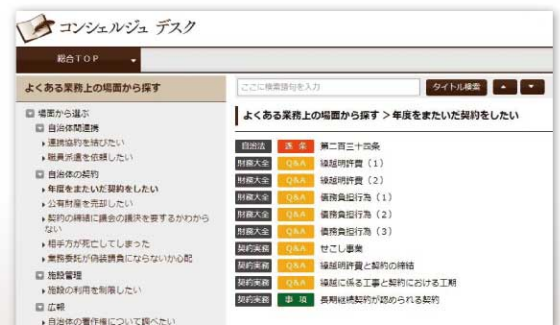 コンシェルジュ デスク
総合TOP
よくある業務上の場面から探す
場面から選ぶ
自治体間連携
連携協約を結びたい
職員派遣を依頼したい
自治体の契約
年度をまたいだ契約をしたい
公有財産を売却したい
契約の締結に議会の議決を要するかわから
ない
相手方が死亡してしまった
業務委託が偽装請負にならないか心配
施設管理
施設の利用を制限したい
広報
自治体の著作権について調べたい
ここに検索語句を入力 タイトル検索
よくある業務上の場面から探す > 年度をまたいだ契約をしたい
自治法 逐条 第二百三十四条
財務大全 Q&A 繰越明許費(1)
財務大全 Q&A 繰越明許費(2)
財務大全 Q&A 債務負担行為(1)
財務大全 Q&A 債務負担行為(2)
財務大全 Q&A 債務負担行為(3)
契約実務 Q&A せこし事業
契約実務 Q&A 繰越明許費と契約の締結
契約実務 Q&A 繰越に係る工事と契約における工期
契約実務 事項 長期継続契約が認められる契約